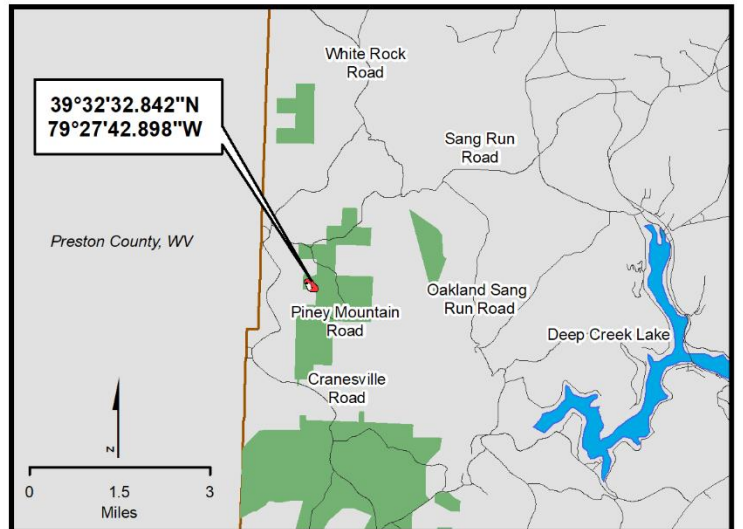 White Rock
Road
39°32'32.842"N
79°27'42.898"W
Sang Run
Road
Preston County, WV
Oakland Sang
Run Road
Piney Mountain
Road
Deep Creek Lake
Cranesville
Road
N
0 1.5 3
Miles